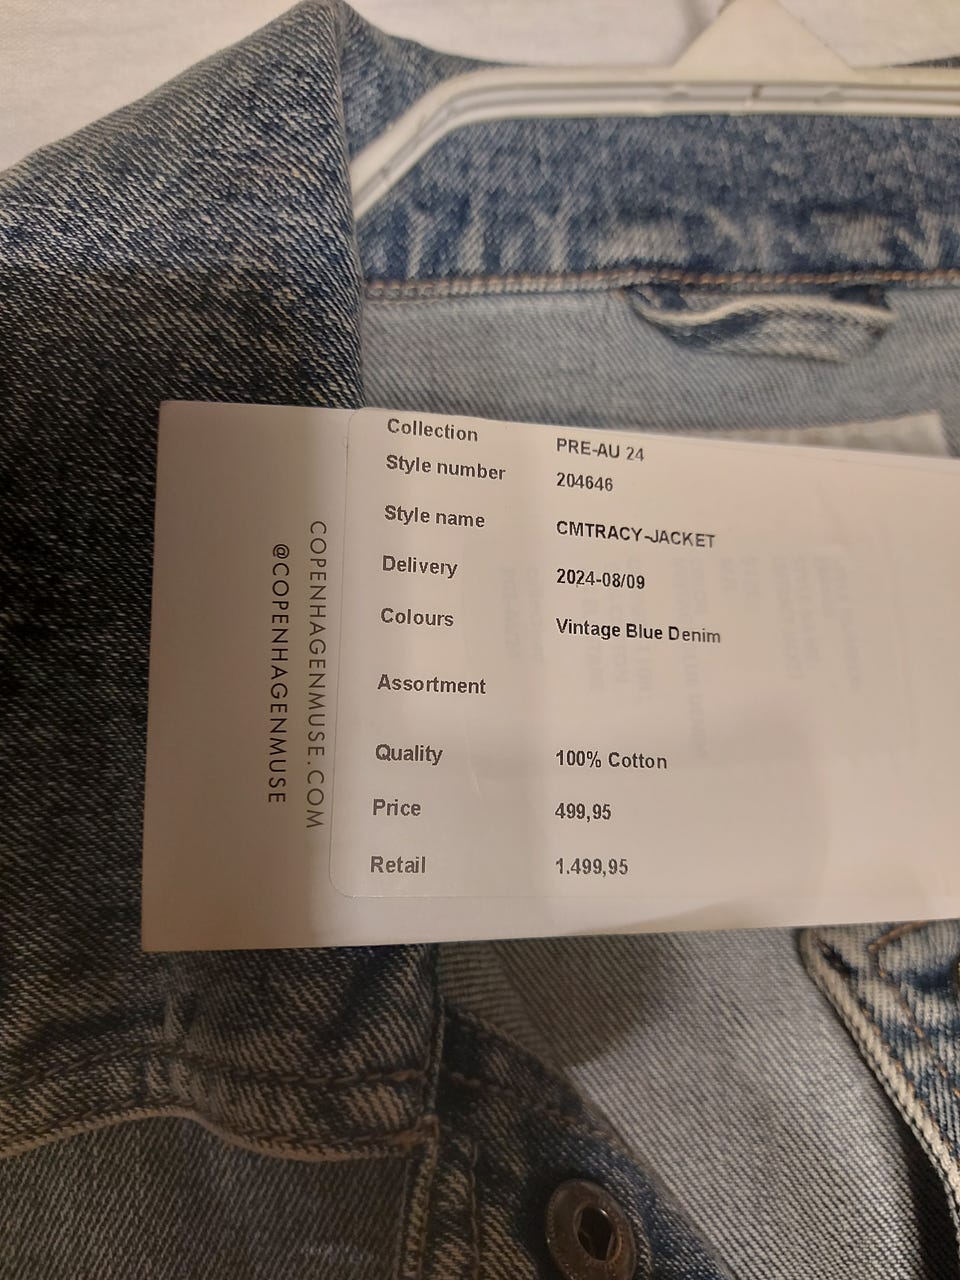 Collection PRE-AU 24
Style number 204646
Style name CMTRACY-JACKET
Delivery 2024-08/09
Colours Vintage Blue Denim
Assortment
Quality 100% Cotton
Price 499,95
Retail 1.499,95
COPENHAGENMUSE.COM
@COPENHAGENMUSE